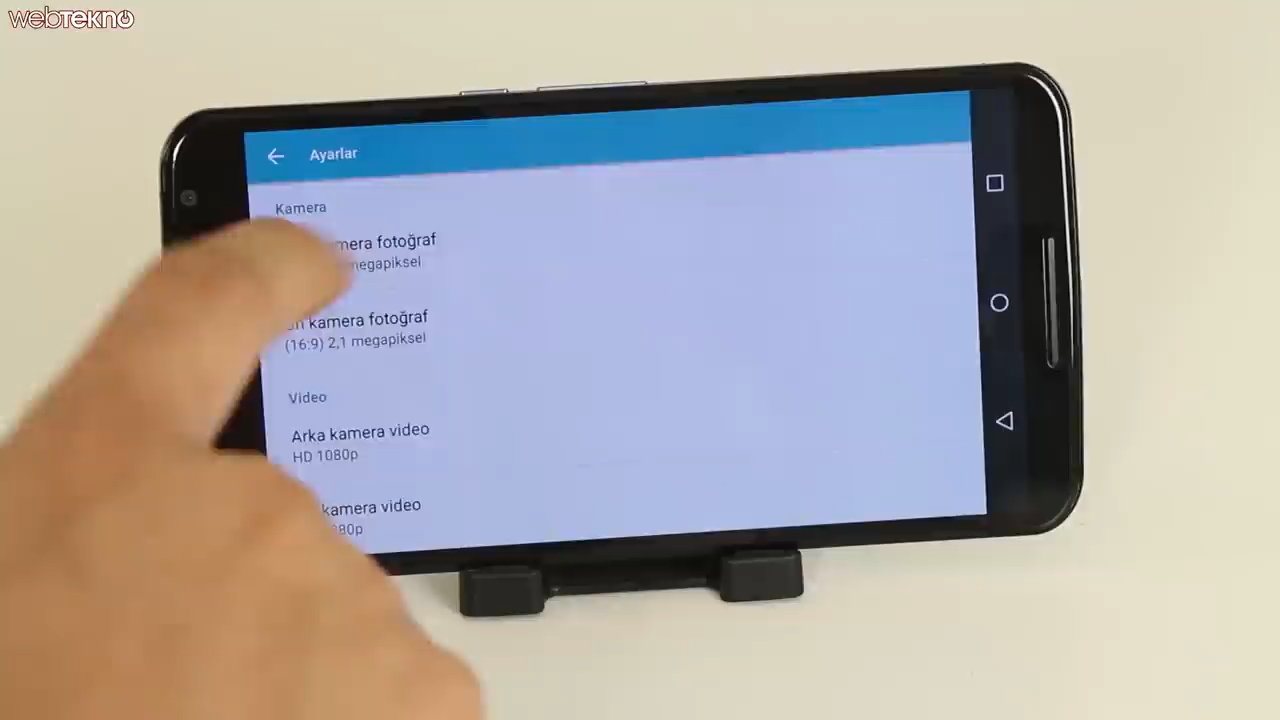 webtekno
Ayarlar
Kamera
kamera fotoğraf
megapiksel
kamera fotoğraf
(16:9) 2,1 megapiksel
Video
Arka kamera video
HD 1080p
kamera video